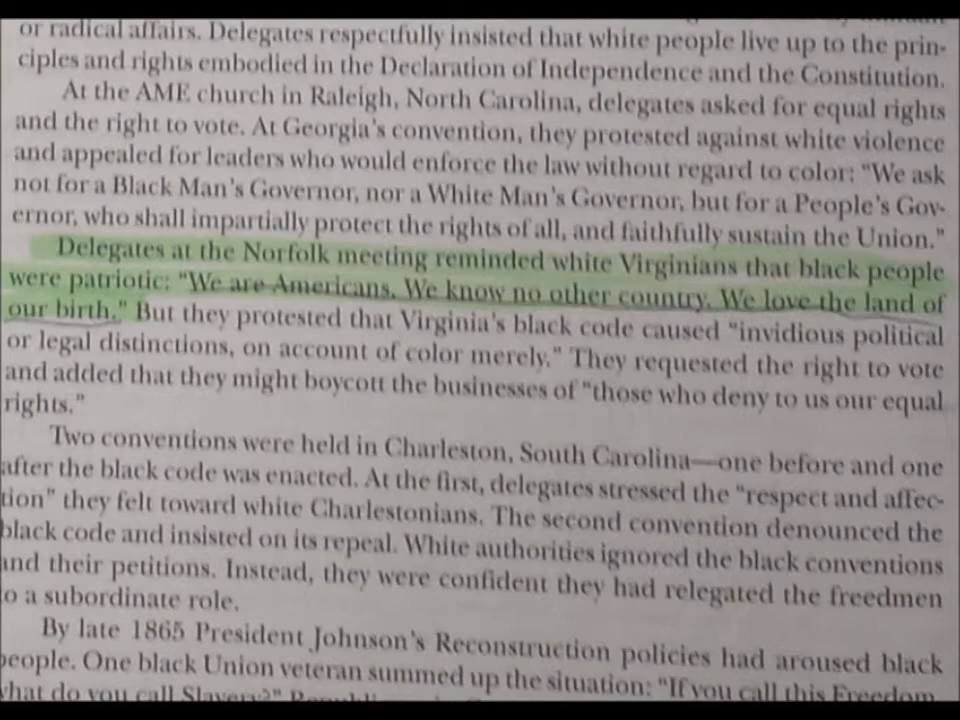 or radical affairs. Delegates respectfully insisted that white people live up to the prin-
ciples and rights embodied in the Declaration of Independence and the Constitution.
At the AME church in Raleigh, North Carolina, delegates asked for equal rights
and the right to vote. At Georgia's convention, they protested against white violence
and appealed for leaders who would enforce the law without regard to color: "We ask
not for a Black Man's Governor, nor a White Man's Governor, but for a People's Gov-
ernor, who shall impartially protect the rights of all, and faithfully sustain the Union."
Delegates at the Norfolk meeting reminded white Virginians that black people
were patriotic: "We are Americans. We know no other country. We love the land of
our birth." But they protested that Virginia's black code caused "invidious political
or legal distinctions, on account of color merely." They requested the right to vote
and added that they might boycott the businesses of "those who deny to us our equal
rights."
Two conventions were held in Charleston, South Carolina—one before and one
after the black code was enacted. At the first, delegates stressed the "respect and affec-
tion" they felt toward white Charlestonians. The second convention denounced the
black code and insisted on its repeal. White authorities ignored the black conventions
and their petitions. Instead, they were confident they had relegated the freedmen
to a subordinate role.
By late 1865 President Johnson's Reconstruction policies had aroused black
people. One black Union veteran summed up the situation: "If you call this Freedom,
what do you call Slavery?"